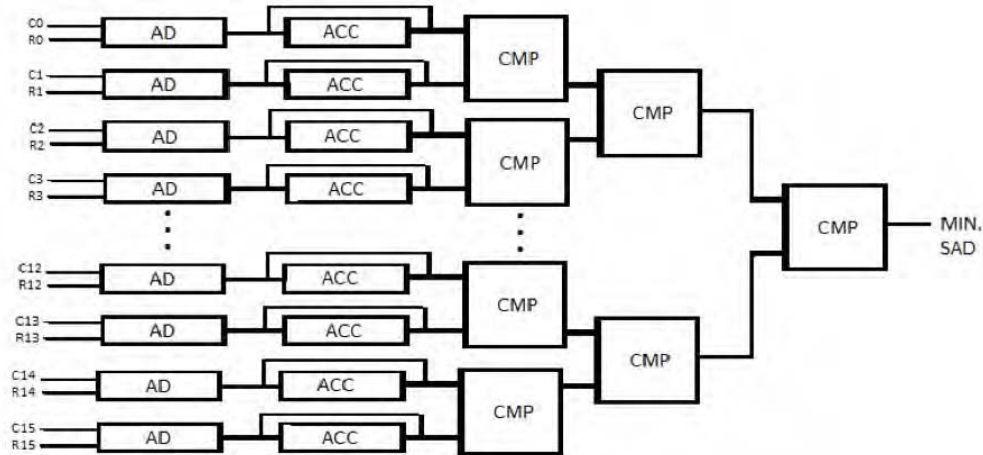 C0
R0
AD
ACC
CMP
C1
R1
AD
ACC
CMP
C2
R2
AD
ACC
CMP
C3
R3
AD
ACC
CMP
MIN.
SAD
C12
R12
AD
ACC
CMP
C13
R13
AD
ACC
CMP
C14
R14
AD
ACC
CMP
C15
R15
AD
ACC